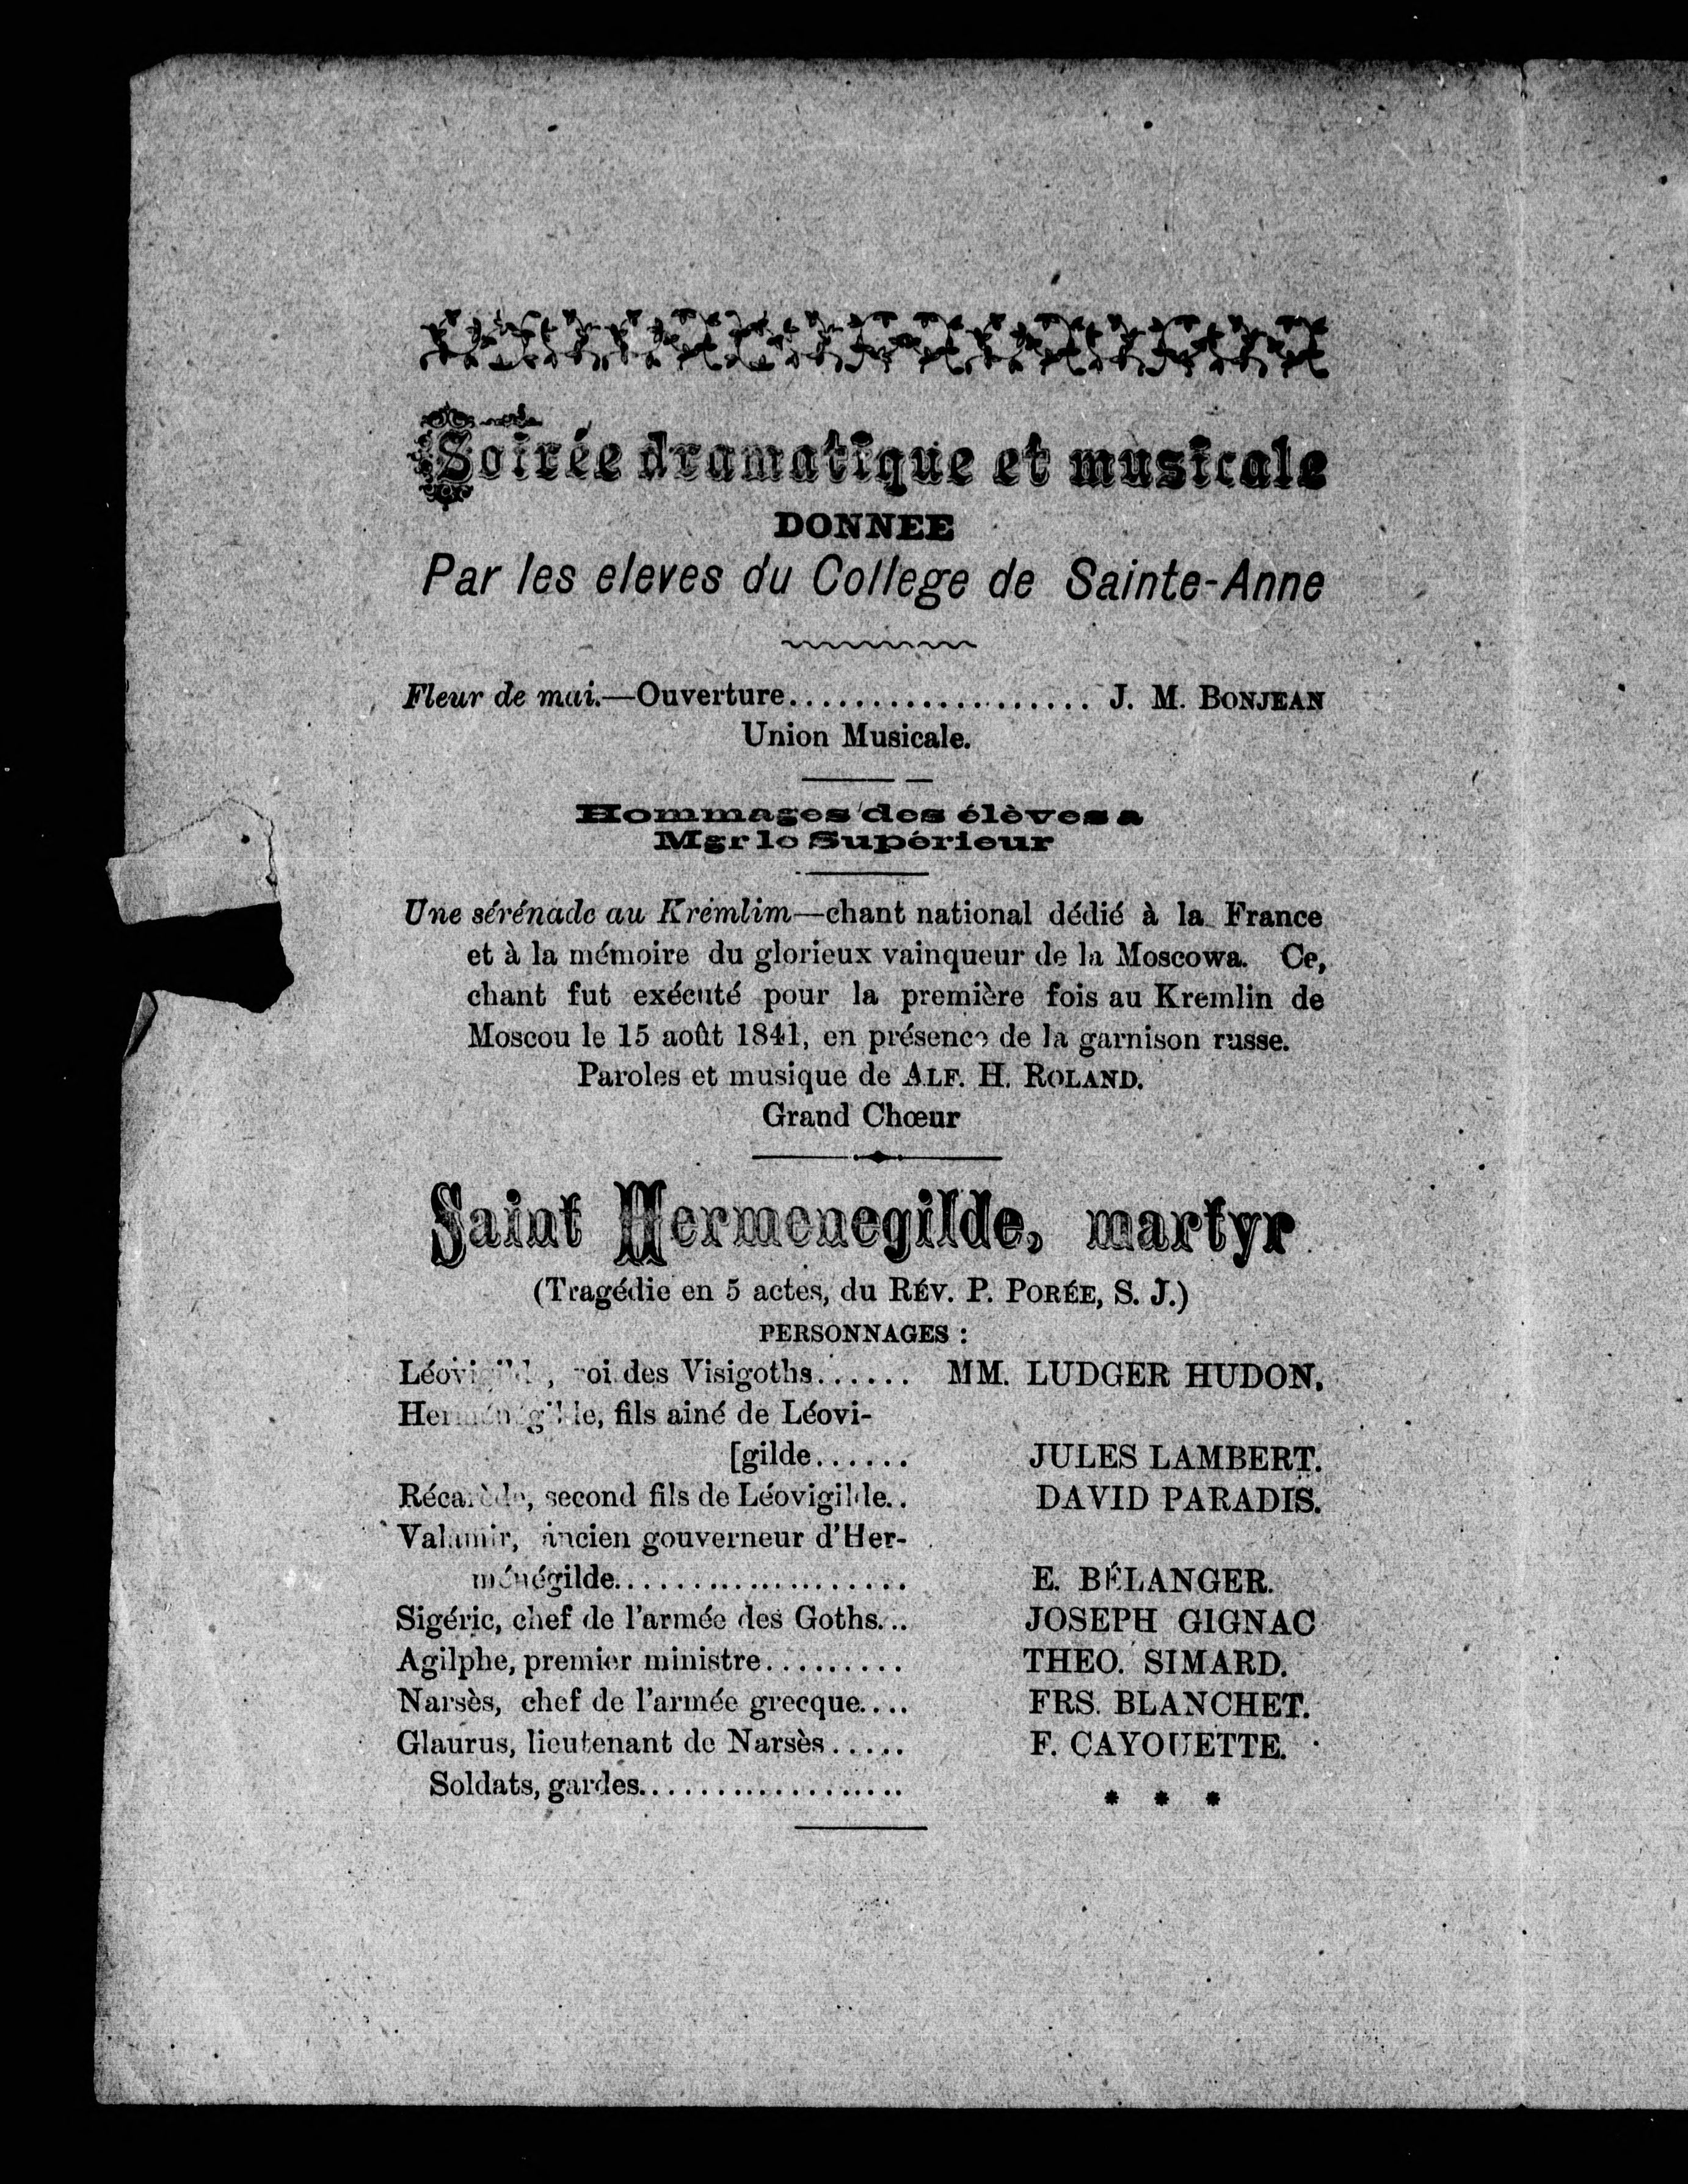 Soirée dramatique et musicale
DONNEE
Par les eleves du College de Sainte-Anne
Fleur de mai.—Ouverture................... J. M. BONJEAN
Union Musicale.
Hommages des élèves a
Mgr le Supérieur
Une sérénade au Kremlim—chant national dédié à la France
et à la mémoire du glorieux vainqueur de la Moscowa. Ce,
chant fut exécuté pour la première fois au Kremlin de
Moscou le 15 août 1841, en présence de la garnison russe.
Paroles et musique de ALF. H. ROLAND.
Grand Chœur
Saint Hermenegilde, martyr
(Tragédie en 5 actes, du RÉV. P. PORÉE, S. J.)
PERSONNAGES :
Léovigilde, roi des Visigoths...... MM. LUDGER HUDON.
Herménégilde, fils ainé de Léovi-
[gilde...... JULES LAMBERT.
Récarède, second fils de Léovigilde.. DAVID PARADIS.
Valamir, ancien gouverneur d'Her-
ménégilde................... E. BÉLANGER.
Sigéric, chef de l'armée des Goths... JOSEPH GIGNAC
Agilphe, premier ministre......... THEO. SIMARD.
Narsès, chef de l'armée grecque.... FRS. BLANCHET.
Glaurus, lieutenant de Narsès..... F. CAYOUETTE.
Soldats, gardes.................. * * *